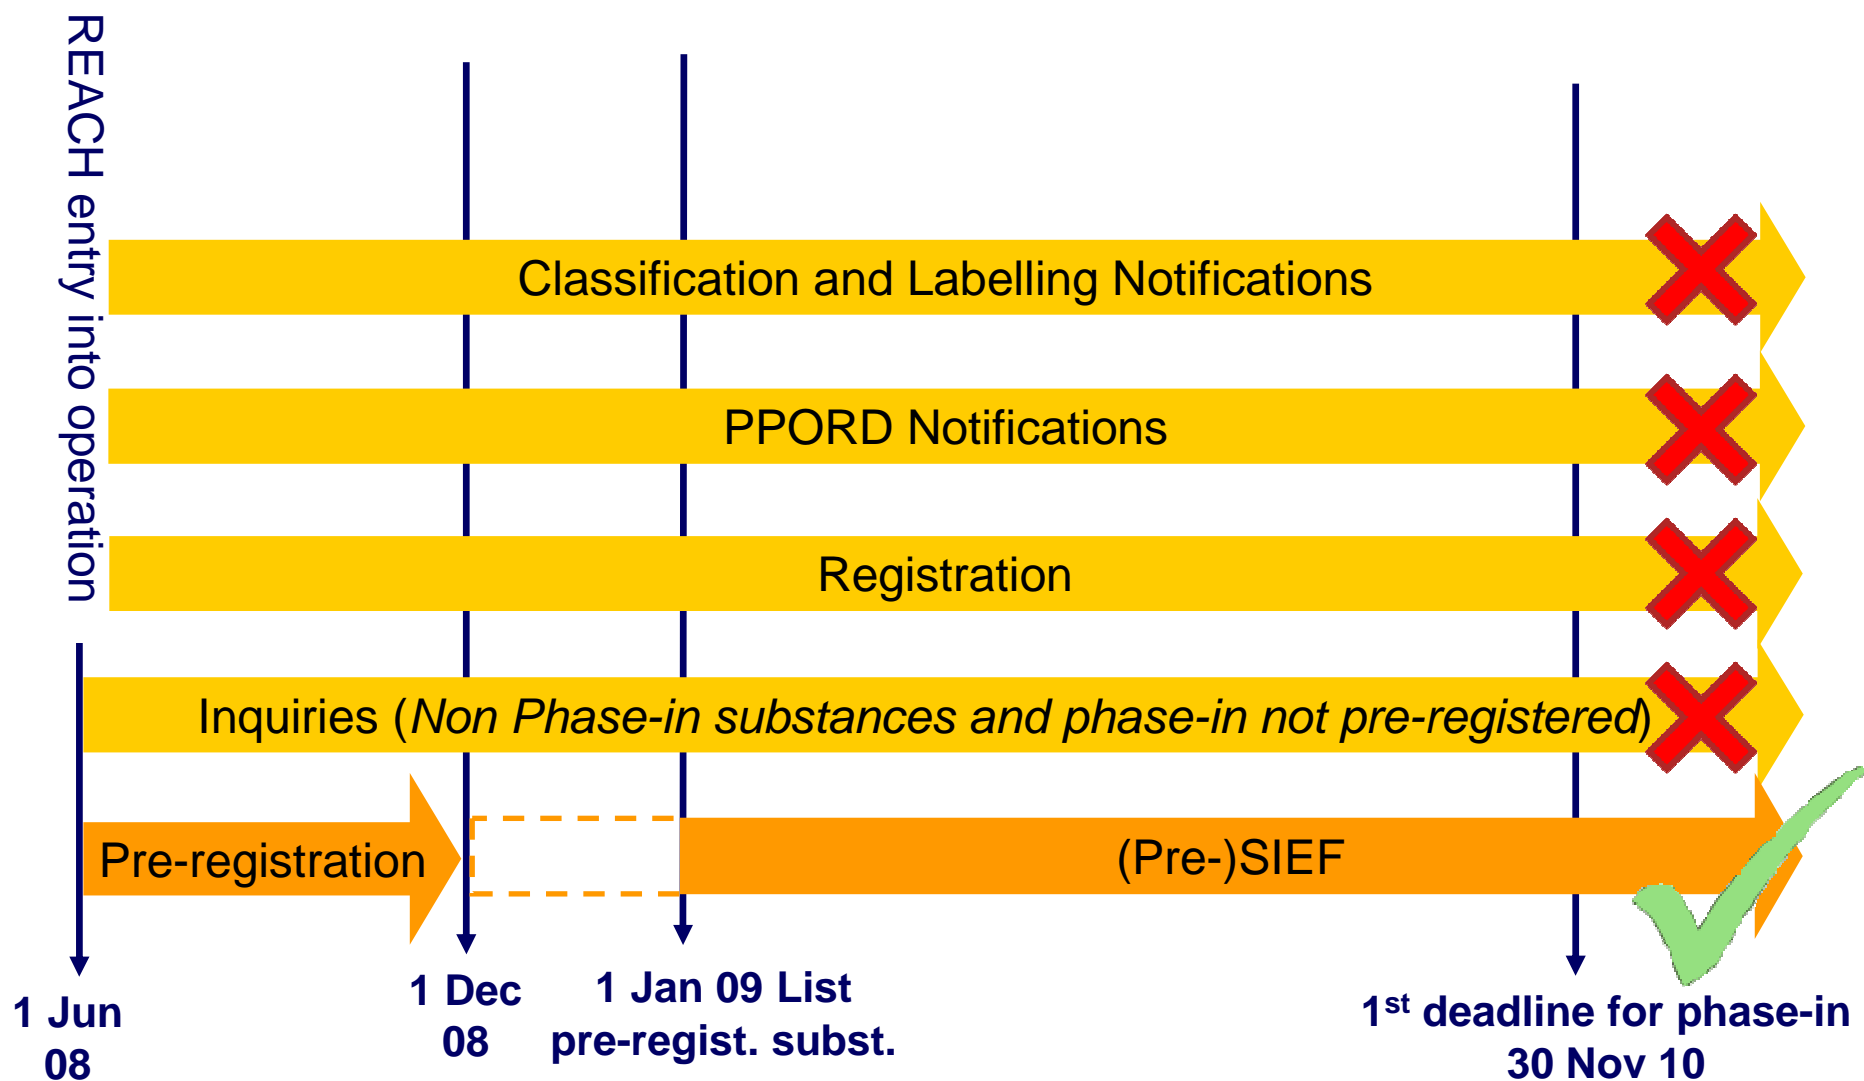 REACH entry into operation
Classification and Labelling Notifications
PPORD Notifications
Registration
Inquiries (Non Phase-in substances and phase-in not pre-registered)
Pre-registration
(Pre-)SIEF
1 Jun
08
1 Dec
08
1 Jan 09 List
pre-regist. subst.
1st deadline for phase-in
30 Nov 10